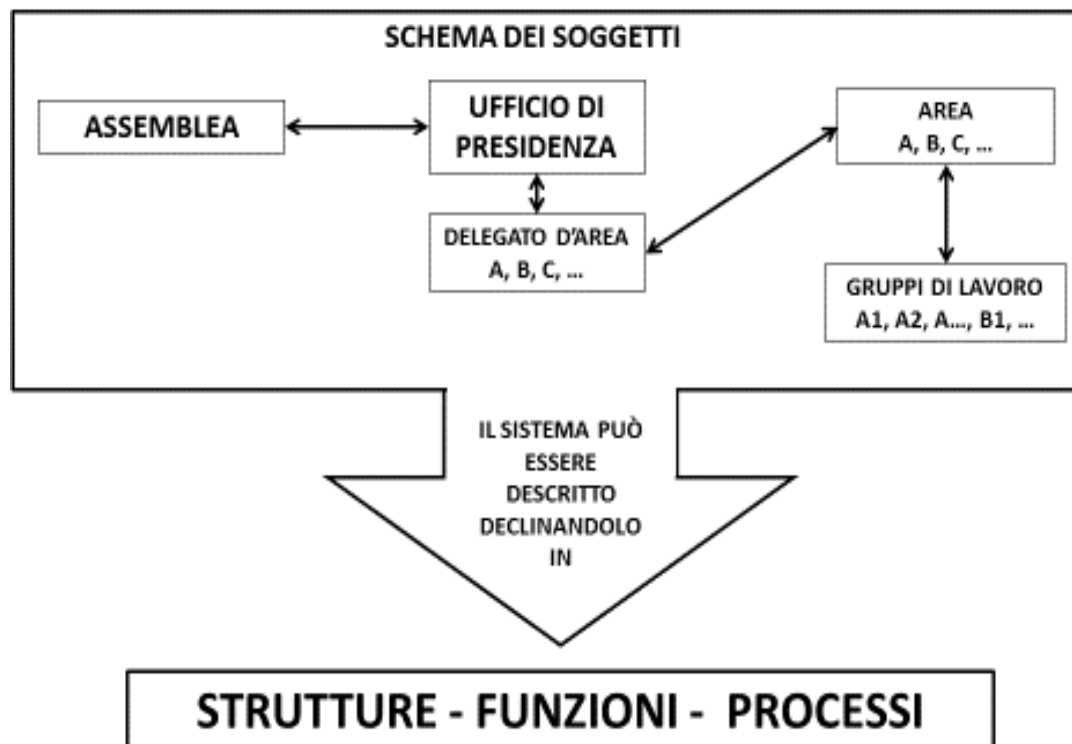 SCHEMA DEI SOGGETTI
ASSEMBLEA
UFFICIO DI
PRESIDENZA
DELEGATO D'AREA
A, B, C, ...
AREA
A, B, C, ...
GRUPPI DI LAVORO
A1, A2, A..., B1, ...
IL SISTEMA PUÒ
ESSERE
DESCRITTO
DECLINANDOLO
IN
STRUTTURE - FUNZIONI - PROCESSI